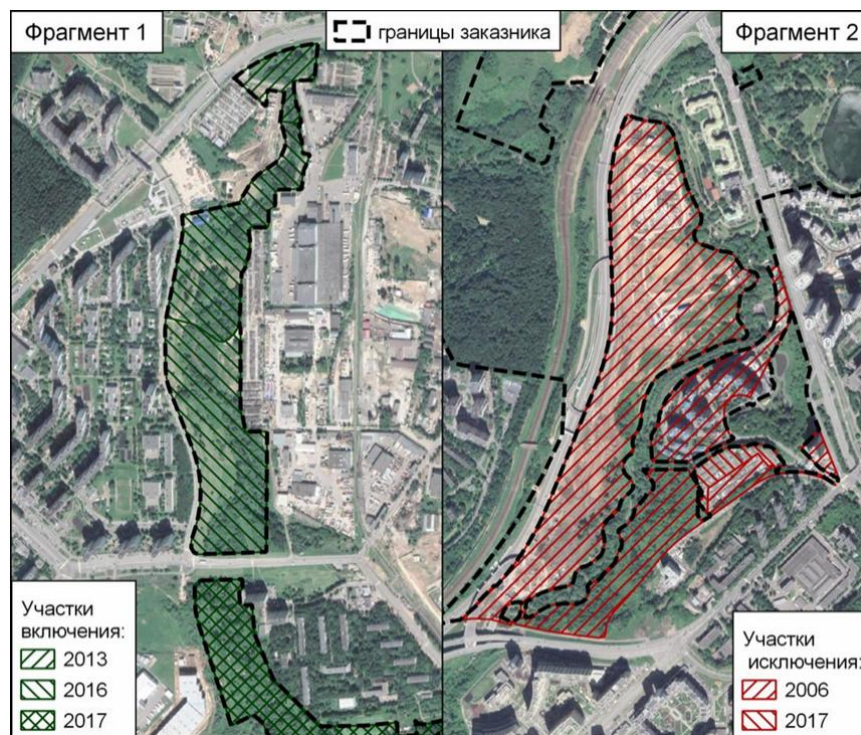 Фрагмент 1
границы заказника
Фрагмент 2
Участки
включения:
2013
2016
2017
Участки
исключения:
2006
2017